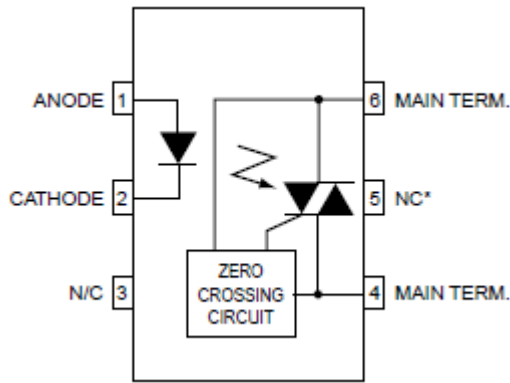 ANODE 1
6 MAIN TERM.
CATHODE 2
5 NC*
N/C 3
ZERO
CROSSING
CIRCUIT
4 MAIN TERM.